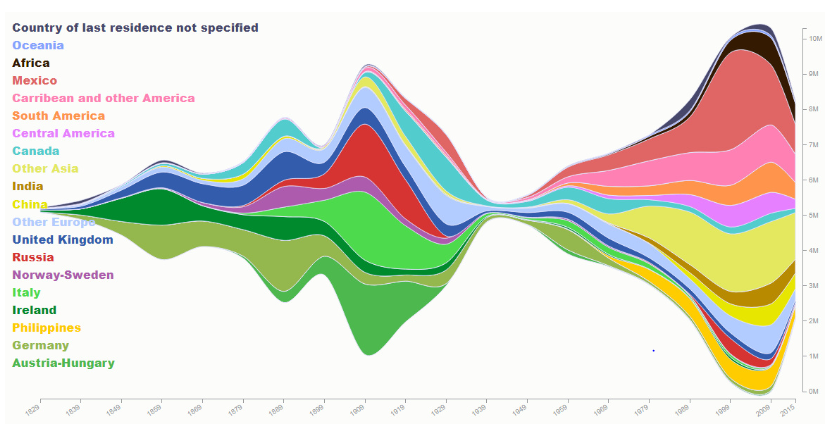 Country of last residence not specified
Oceania
Africa
Mexico
Carribean and other America
South America
Central America
Canada
Other Asia
India
China
Other Europe
United Kingdom
Russia
Norway-Sweden
Italy
Ireland
Philippines
Germany
Austria-Hungary
10M
9M
8M
7M
6M
5M
4M
3M
2M
1M
0M
1829 1839 1849 1859 1869 1879 1889 1899 1909 1919 1929 1939 1949 1959 1969 1979 1989 1999 2009 2015